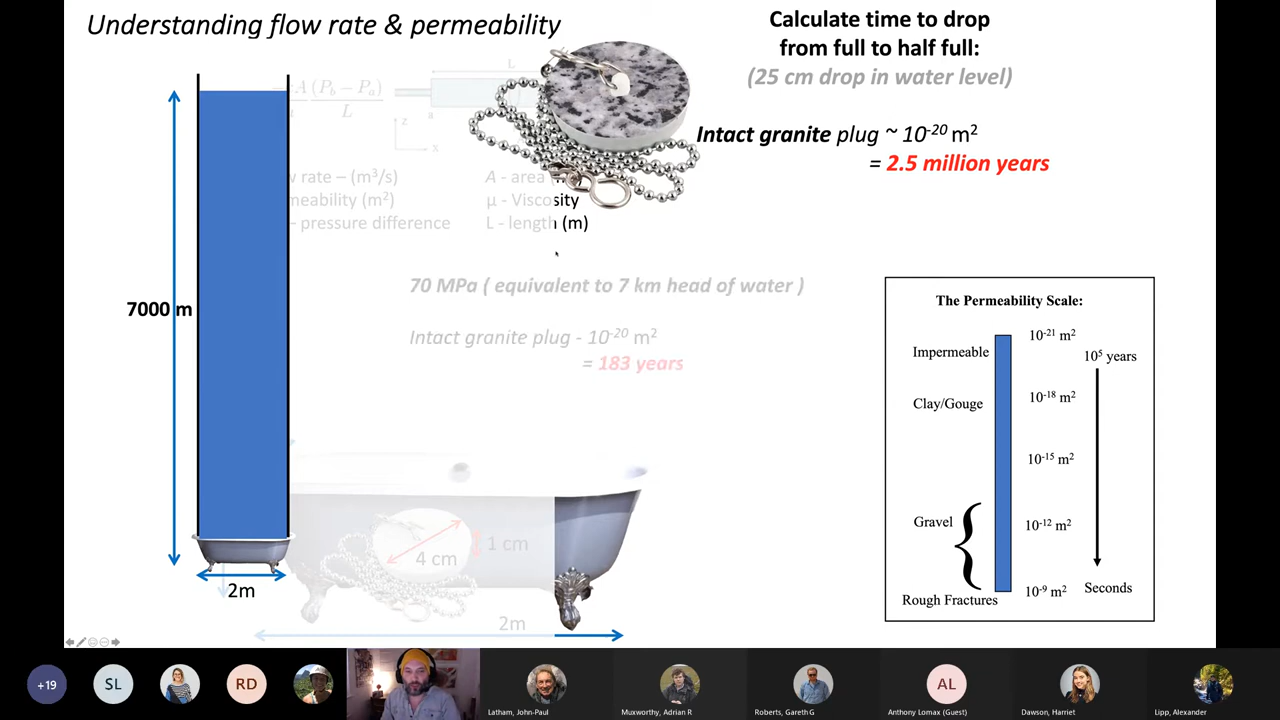 Understanding flow rate & permeability
Calculate time to drop
from full to half full:
(25 cm drop in water level)
Intact granite plug ~ 10⁻²⁰ m²
= 2.5 million years
A (P_b − P_a)
L
L
z
x
a
w rate – (m³/s)
A - area
meability (m²)
μ - Viscosity
- pressure difference
L - length (m)
70 MPa ( equivalent to 7 km head of water )
Intact granite plug - 10⁻²⁰ m²
= 183 years
7000 m
2m
4 cm
1 cm
2m
The Permeability Scale:
10⁻²¹ m²
Impermeable
10⁵ years
10⁻¹⁸ m²
Clay/Gouge
10⁻¹⁵ m²
Gravel
10⁻¹² m²
10⁻⁹ m²
Seconds
Rough Fractures
+19
SL
RD
AL
Latham, John-Paul
Muxworthy, Adrian R
Roberts, Gareth G
Anthony Lomax (Guest)
Dawson, Harriet
Lipp, Alexander